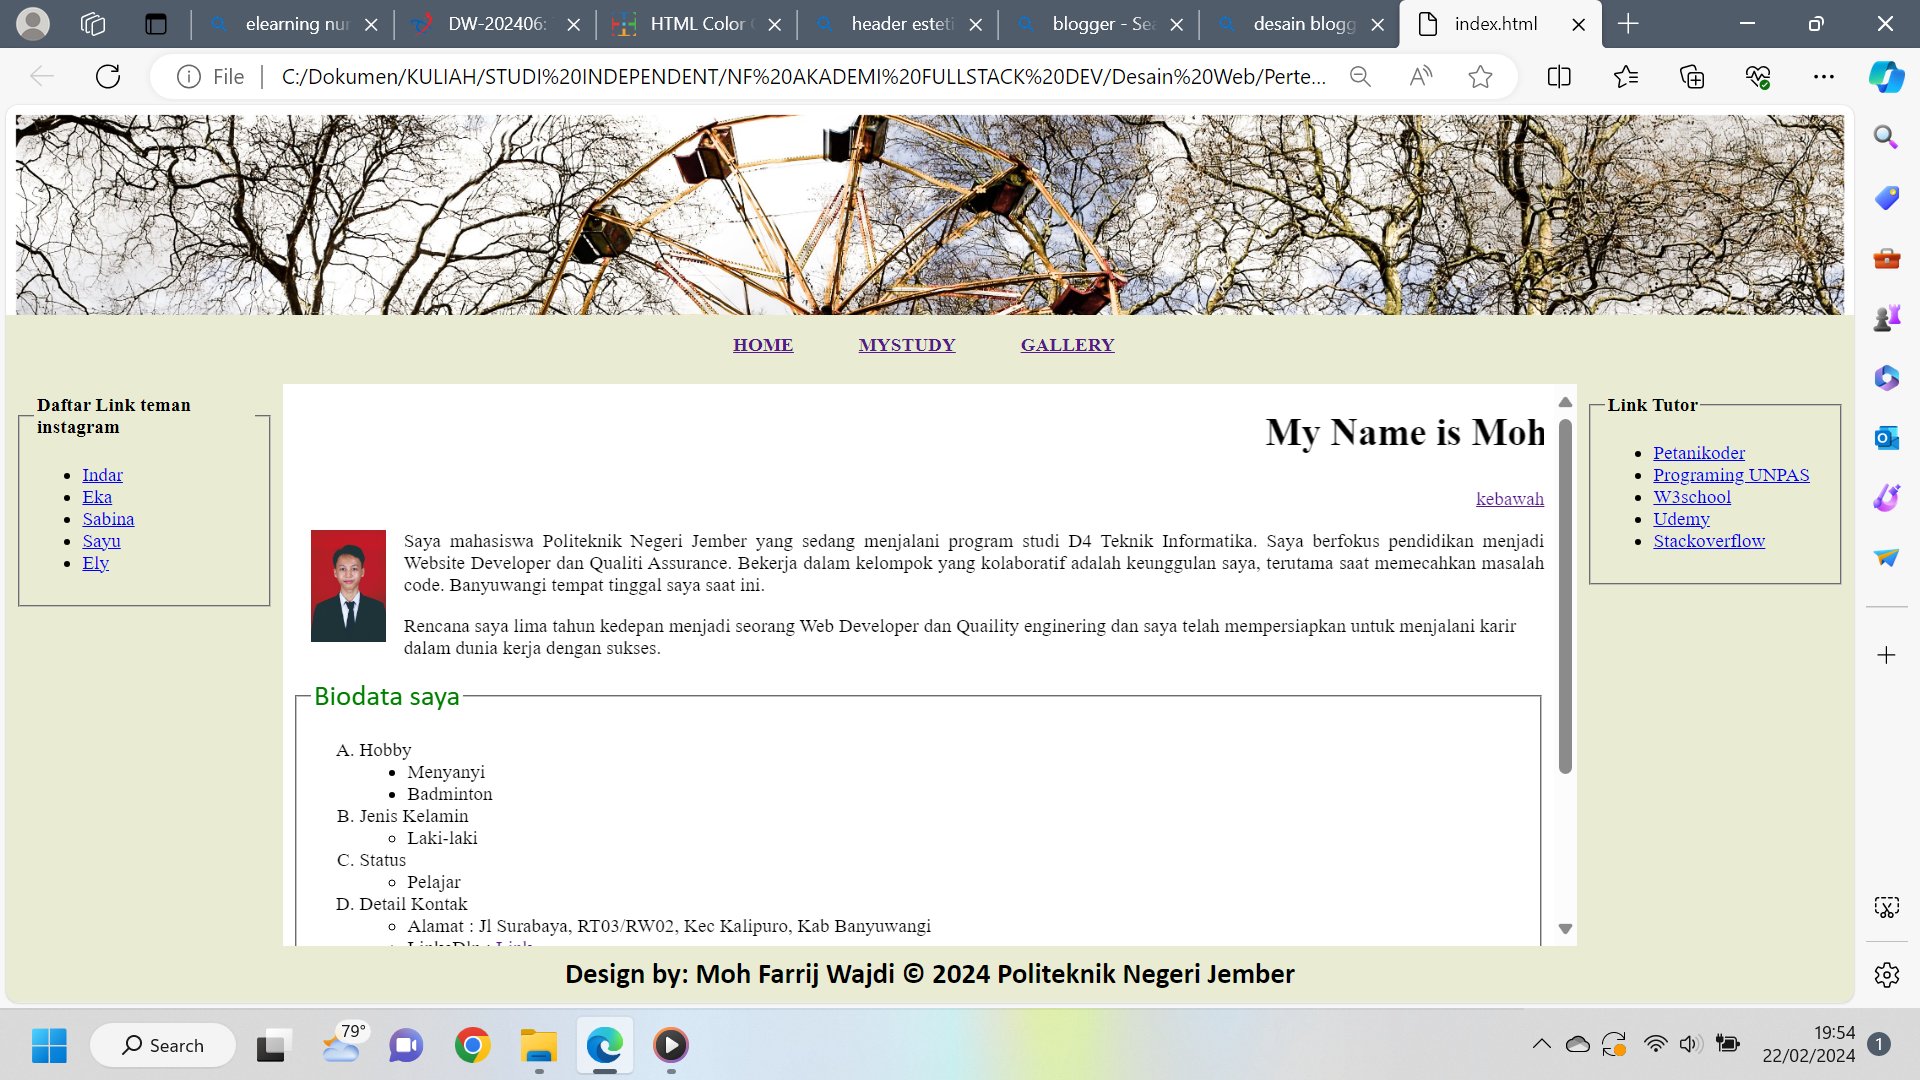 elearning nur
DW-202406:
HTML Color
header esteti
blogger - Sea
desain blogg
index.html
File
C:/Dokumen/KULIAH/STUDI%20INDEPENDENT/NF%20AKADEMI%20FULLSTACK%20DEV/Desain%20Web/Perte...
HOME MYSTUDY GALLERY
Daftar Link teman
instagram
Indar
Eka
Sabina
Sayu
Ely
My Name is Moh
kebawah
Saya mahasiswa Politeknik Negeri Jember yang sedang menjalani program studi D4 Teknik Informatika. Saya berfokus pendidikan menjadi
Website Developer dan Qualiti Assurance. Bekerja dalam kelompok yang kolaboratif adalah keunggulan saya, terutama saat memecahkan masalah
code. Banyuwangi tempat tinggal saya saat ini.
Rencana saya lima tahun kedepan menjadi seorang Web Developer dan Quaility enginering dan saya telah mempersiapkan untuk menjalani karir
dalam dunia kerja dengan sukses.
Biodata saya
A. Hobby
Menyanyi
Badminton
B. Jenis Kelamin
Laki-laki
C. Status
Pelajar
D. Detail Kontak
Alamat : Jl Surabaya, RT03/RW02, Kec Kalipuro, Kab Banyuwangi
Link Tutor
Petanikoder
Programing UNPAS
W3school
Udemy
Stackoverflow
Design by: Moh Farrij Wajdi © 2024 Politeknik Negeri Jember
Search
79°
19:54
22/02/2024
1